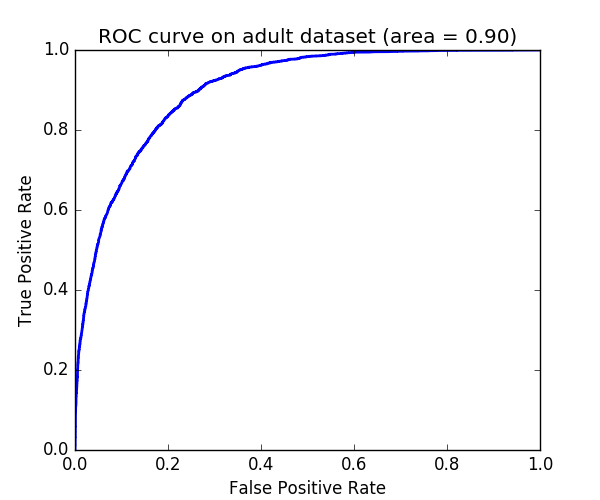 ROC curve on adult dataset (area = 0.90)
1.0
0.8
0.6
0.4
0.2
0.0
True Positive Rate
0.0 0.2 0.4 0.6 0.8 1.0
False Positive Rate